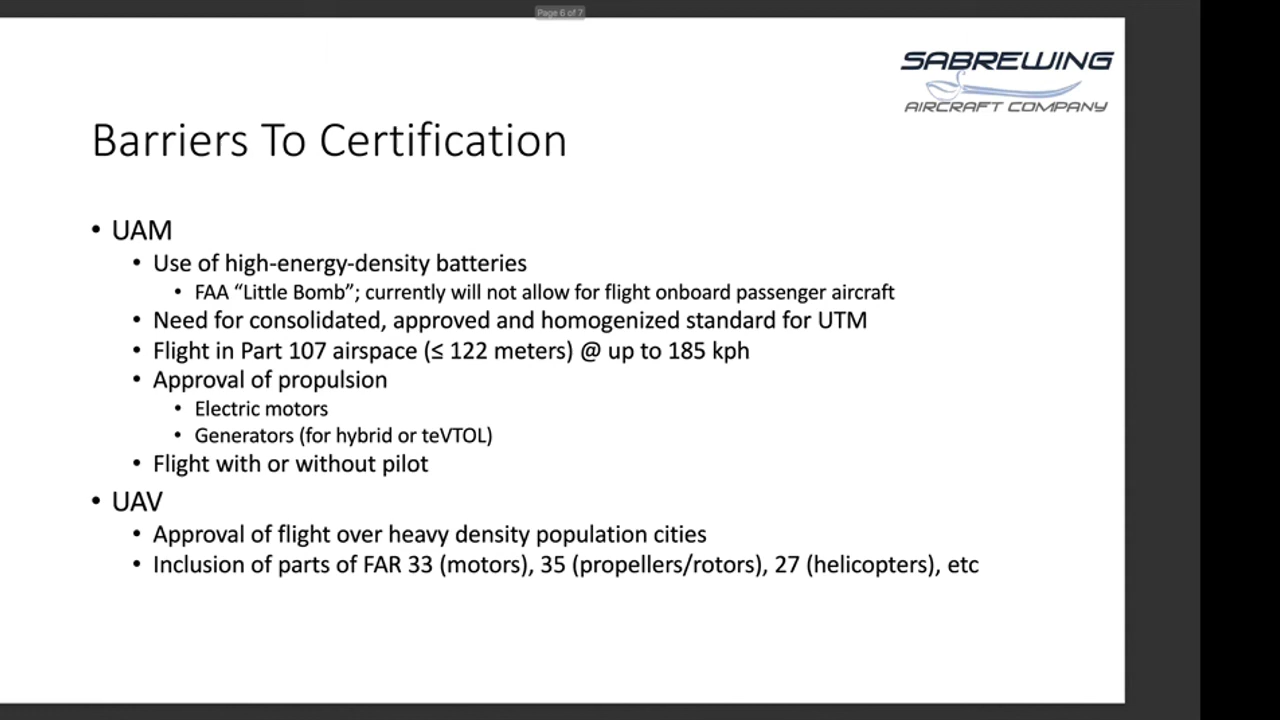 Page 6 of 7
SABREWING
AIRCRAFT COMPANY
Barriers To Certification
• UAM
• Use of high-energy-density batteries
• FAA “Little Bomb”; currently will not allow for flight onboard passenger aircraft
• Need for consolidated, approved and homogenized standard for UTM
• Flight in Part 107 airspace (≤ 122 meters) @ up to 185 kph
• Approval of propulsion
• Electric motors
• Generators (for hybrid or teVTOL)
• Flight with or without pilot
• UAV
• Approval of flight over heavy density population cities
• Inclusion of parts of FAR 33 (motors), 35 (propellers/rotors), 27 (helicopters), etc